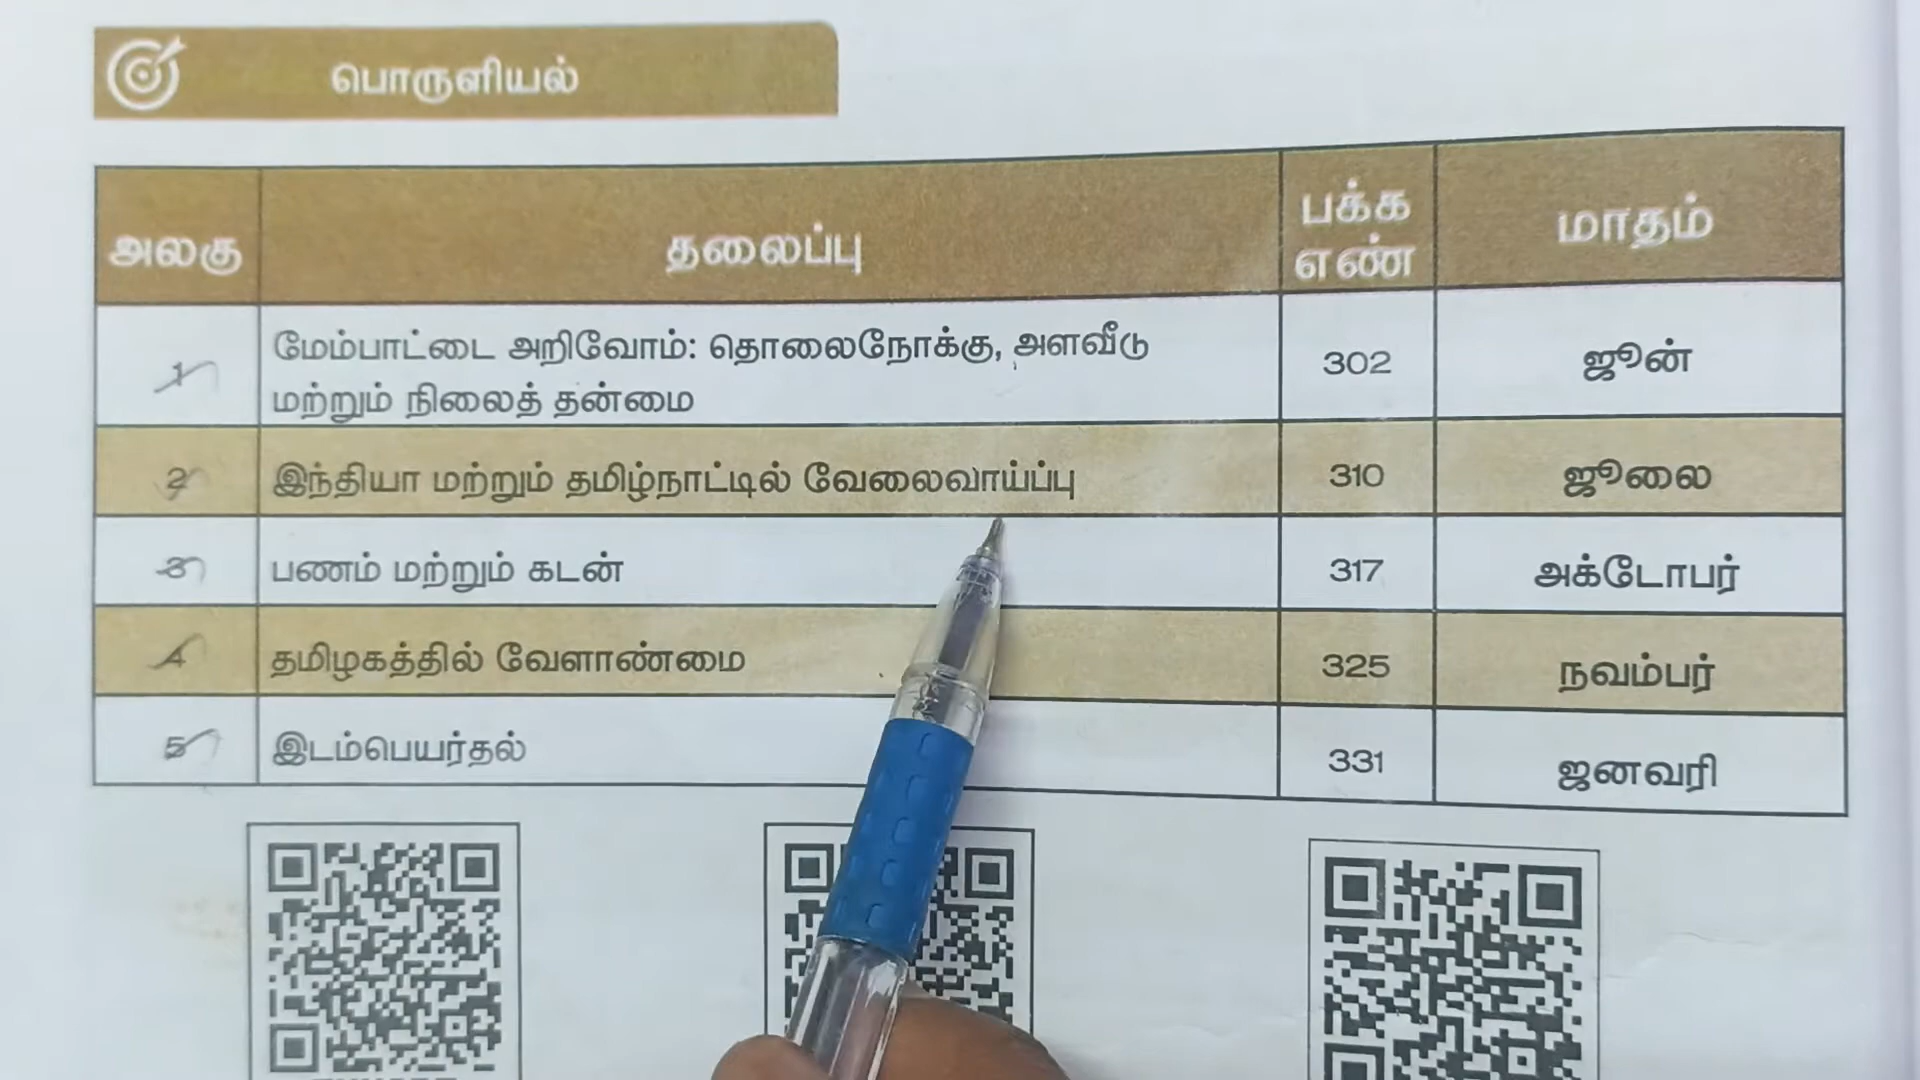 பொருளியல்
அலகு தலைப்பு பக்க எண் மாதம்
1 மேம்பாட்டை அறிவோம்: தொலைநோக்கு, அளவீடு
மற்றும் நிலைத் தன்மை 302 ஜூன்
2 இந்தியா மற்றும் தமிழ்நாட்டில் வேலைவாய்ப்பு 310 ஜூலை
3 பணம் மற்றும் கடன் 317 அக்டோபர்
4 தமிழகத்தில் வேளாண்மை 325 நவம்பர்
5 இடம்பெயர்தல் 331 ஜனவரி